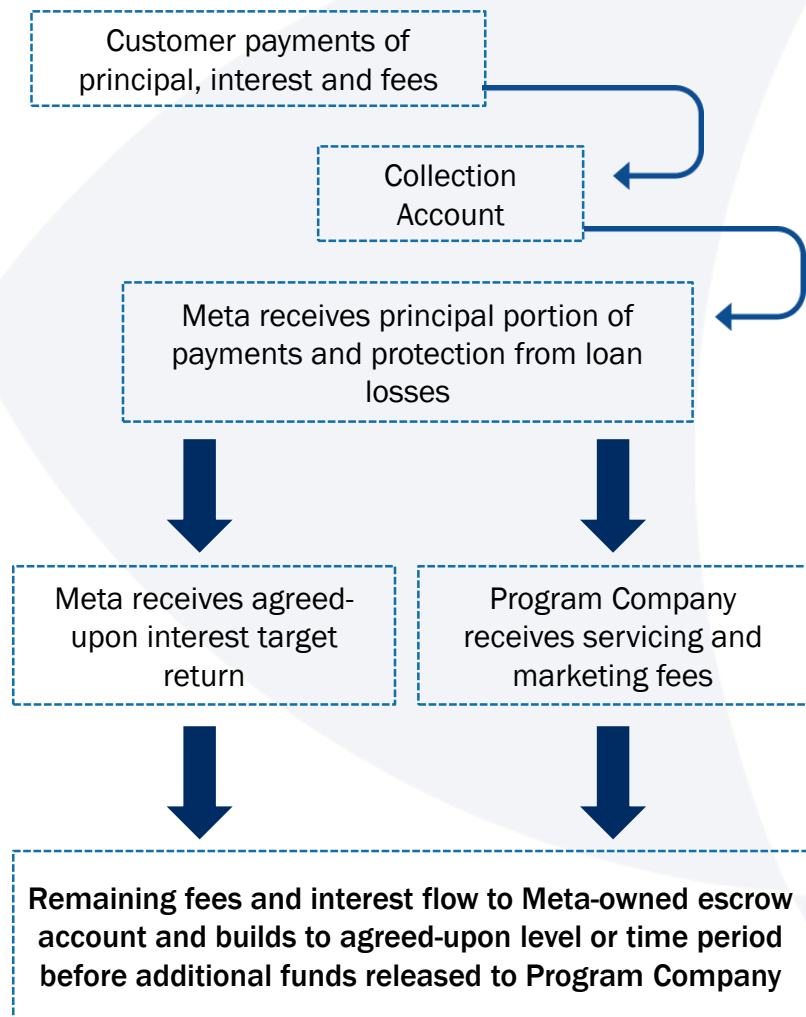 Customer payments of
principal, interest and fees
Collection
Account
Meta receives principal portion of
payments and protection from loan
losses
Meta receives agreed-
upon interest target
return
Program Company
receives servicing and
marketing fees
Remaining fees and interest flow to Meta-owned escrow
account and builds to agreed-upon level or time period
before additional funds released to Program Company